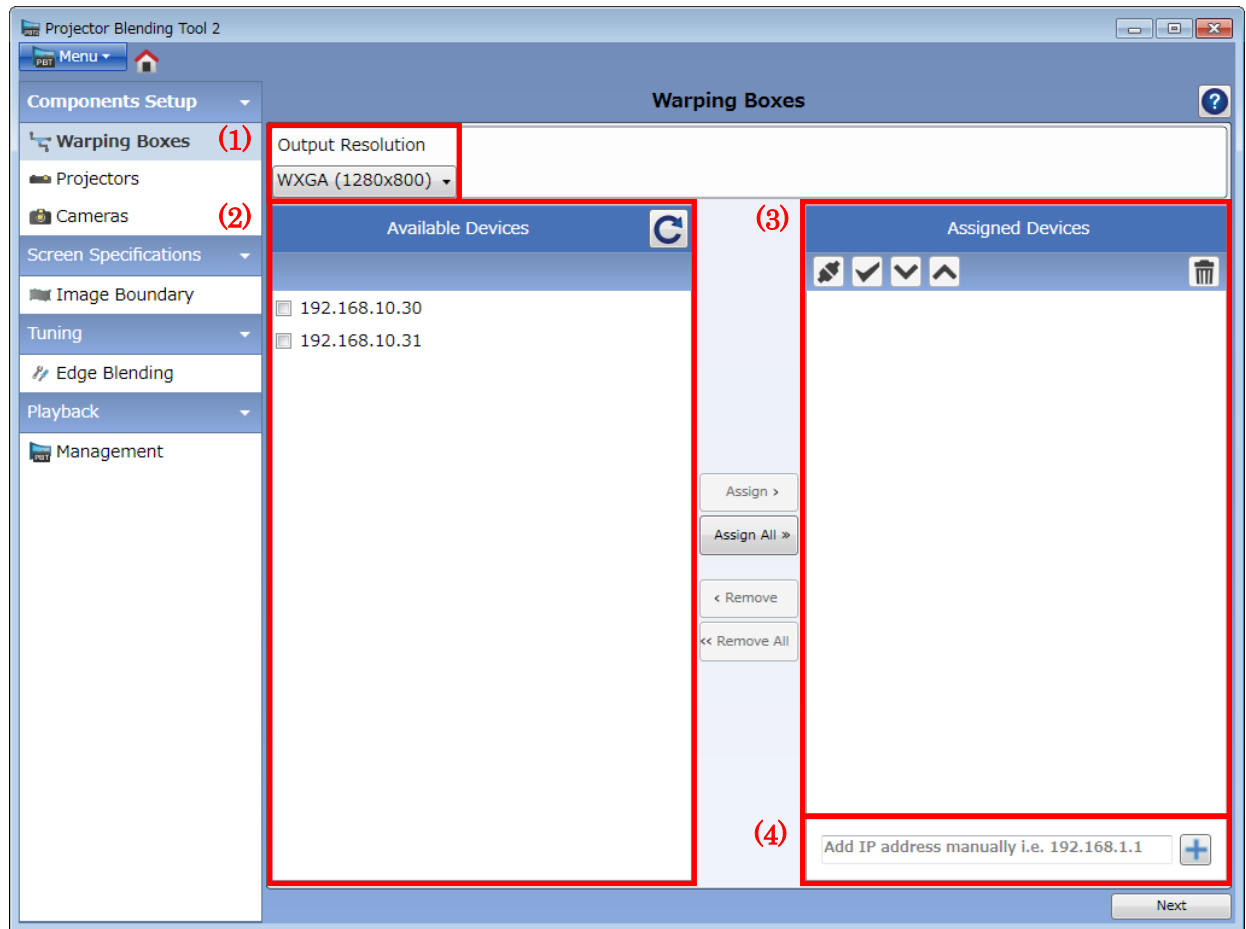 Projector Blending Tool 2
PBT Menu
Components Setup
Warping Boxes
?
Warping Boxes
(1)
Output Resolution
Projectors
WXGA (1280x800)
Cameras
(2)
Available Devices
(3)
Assigned Devices
Screen Specifications
Image Boundary
192.168.10.30
Tuning
192.168.10.31
Edge Blending
Playback
PBT Management
Assign >
Assign All »
< Remove
<< Remove All
(4)
Add IP address manually i.e. 192.168.1.1
Next